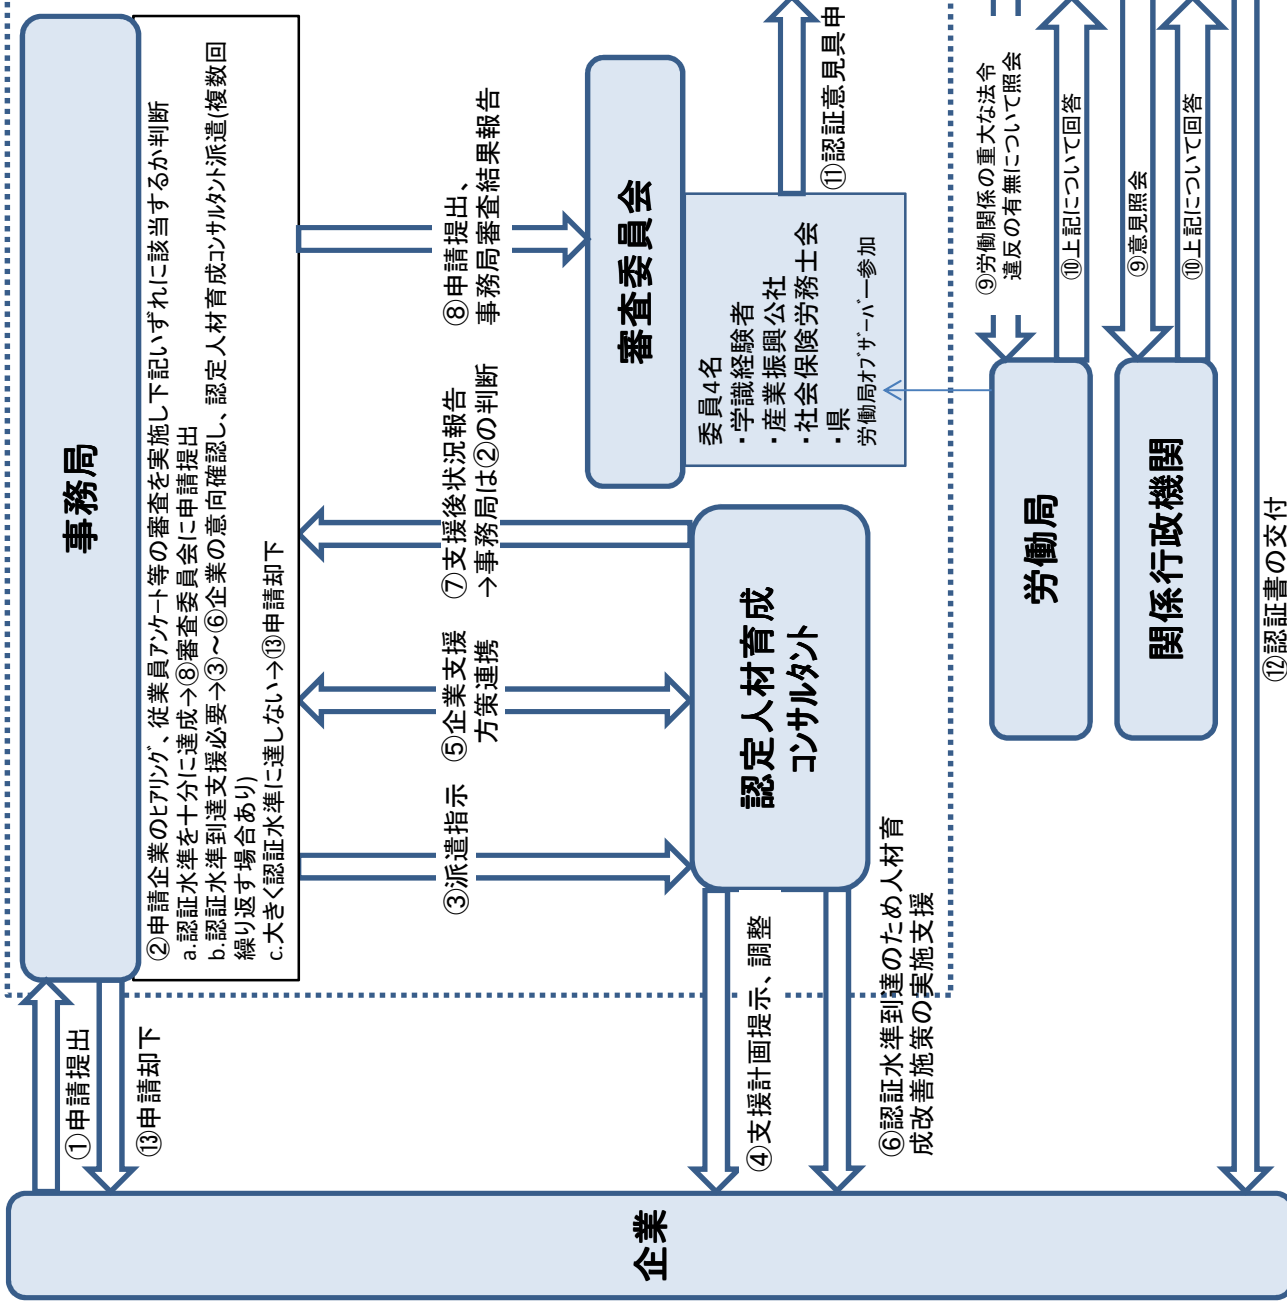 企業
①申請提出
⑬申請却下
事務局
②申請企業のﾋｱﾘﾝｸﾞ、従業員ｱﾝｹｰﾄ等の審査を実施し下記いずれに該当するか判断
a.認証水準を十分に達成→⑧審査委員会に申請提出
b.認証水準到達支援必要→③～⑥企業の意向確認し、認定人材育成ｺﾝｻﾙﾀﾝﾄ派遣(複数回
繰り返す場合あり)
c.大きく認証水準に達しない→⑬申請却下
③派遣指示
⑤企業支援
方策連携
⑦支援後状況報告
→事務局は②の判断
⑧申請提出、
事務局審査結果報告
④支援計画提示、調整
⑥認証水準到達のため人材育
成改善施策の実施支援
認定人材育成
ｺﾝｻﾙﾀﾝﾄ
審査委員会
委員4名
・学識経験者
・産業振興公社
・社会保険労務士会
・県
労働局ｵﾌﾞｻﾞｰﾊﾞｰ参加
⑪認証意見具申
労働局
⑨労働関係の重大な法令
違反の有無について照会
⑩上記について回答
関係行政機関
⑨意見照会
⑩上記について回答
⑫認証書の交付